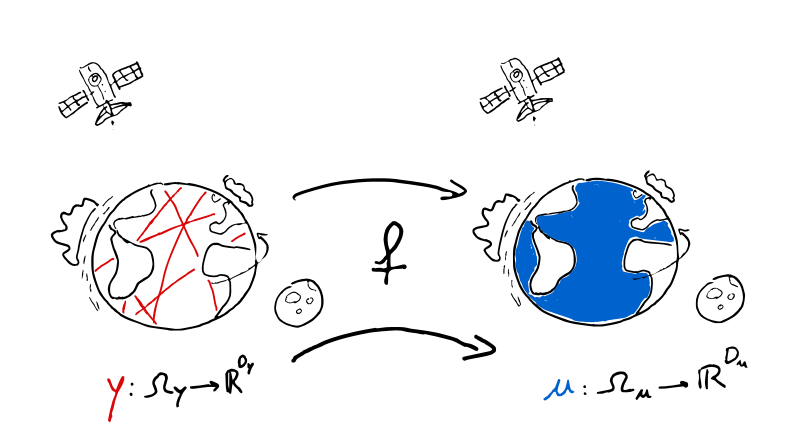 f
y : Ω_y → ℝ^{D_y}
u : Ω_u → ℝ^{D_u}